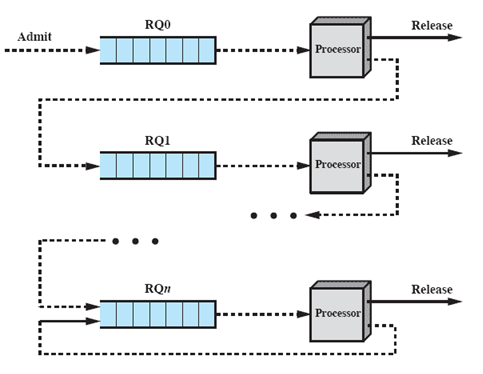 Admit
RQ0
Processor
Release
RQ1
Processor
Release
RQn
Processor
Release